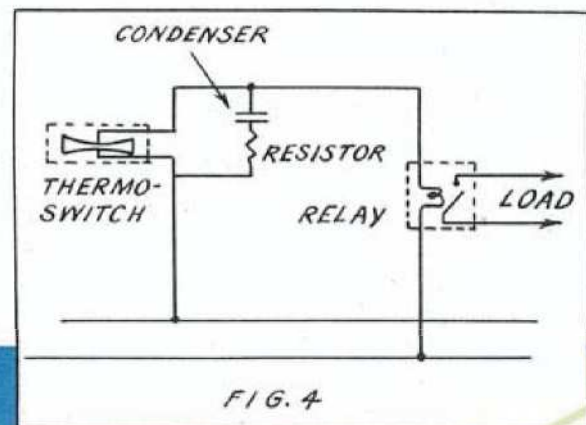 CONDENSER
RESISTOR
THERMO-
SWITCH
RELAY
LOAD
FIG. 4